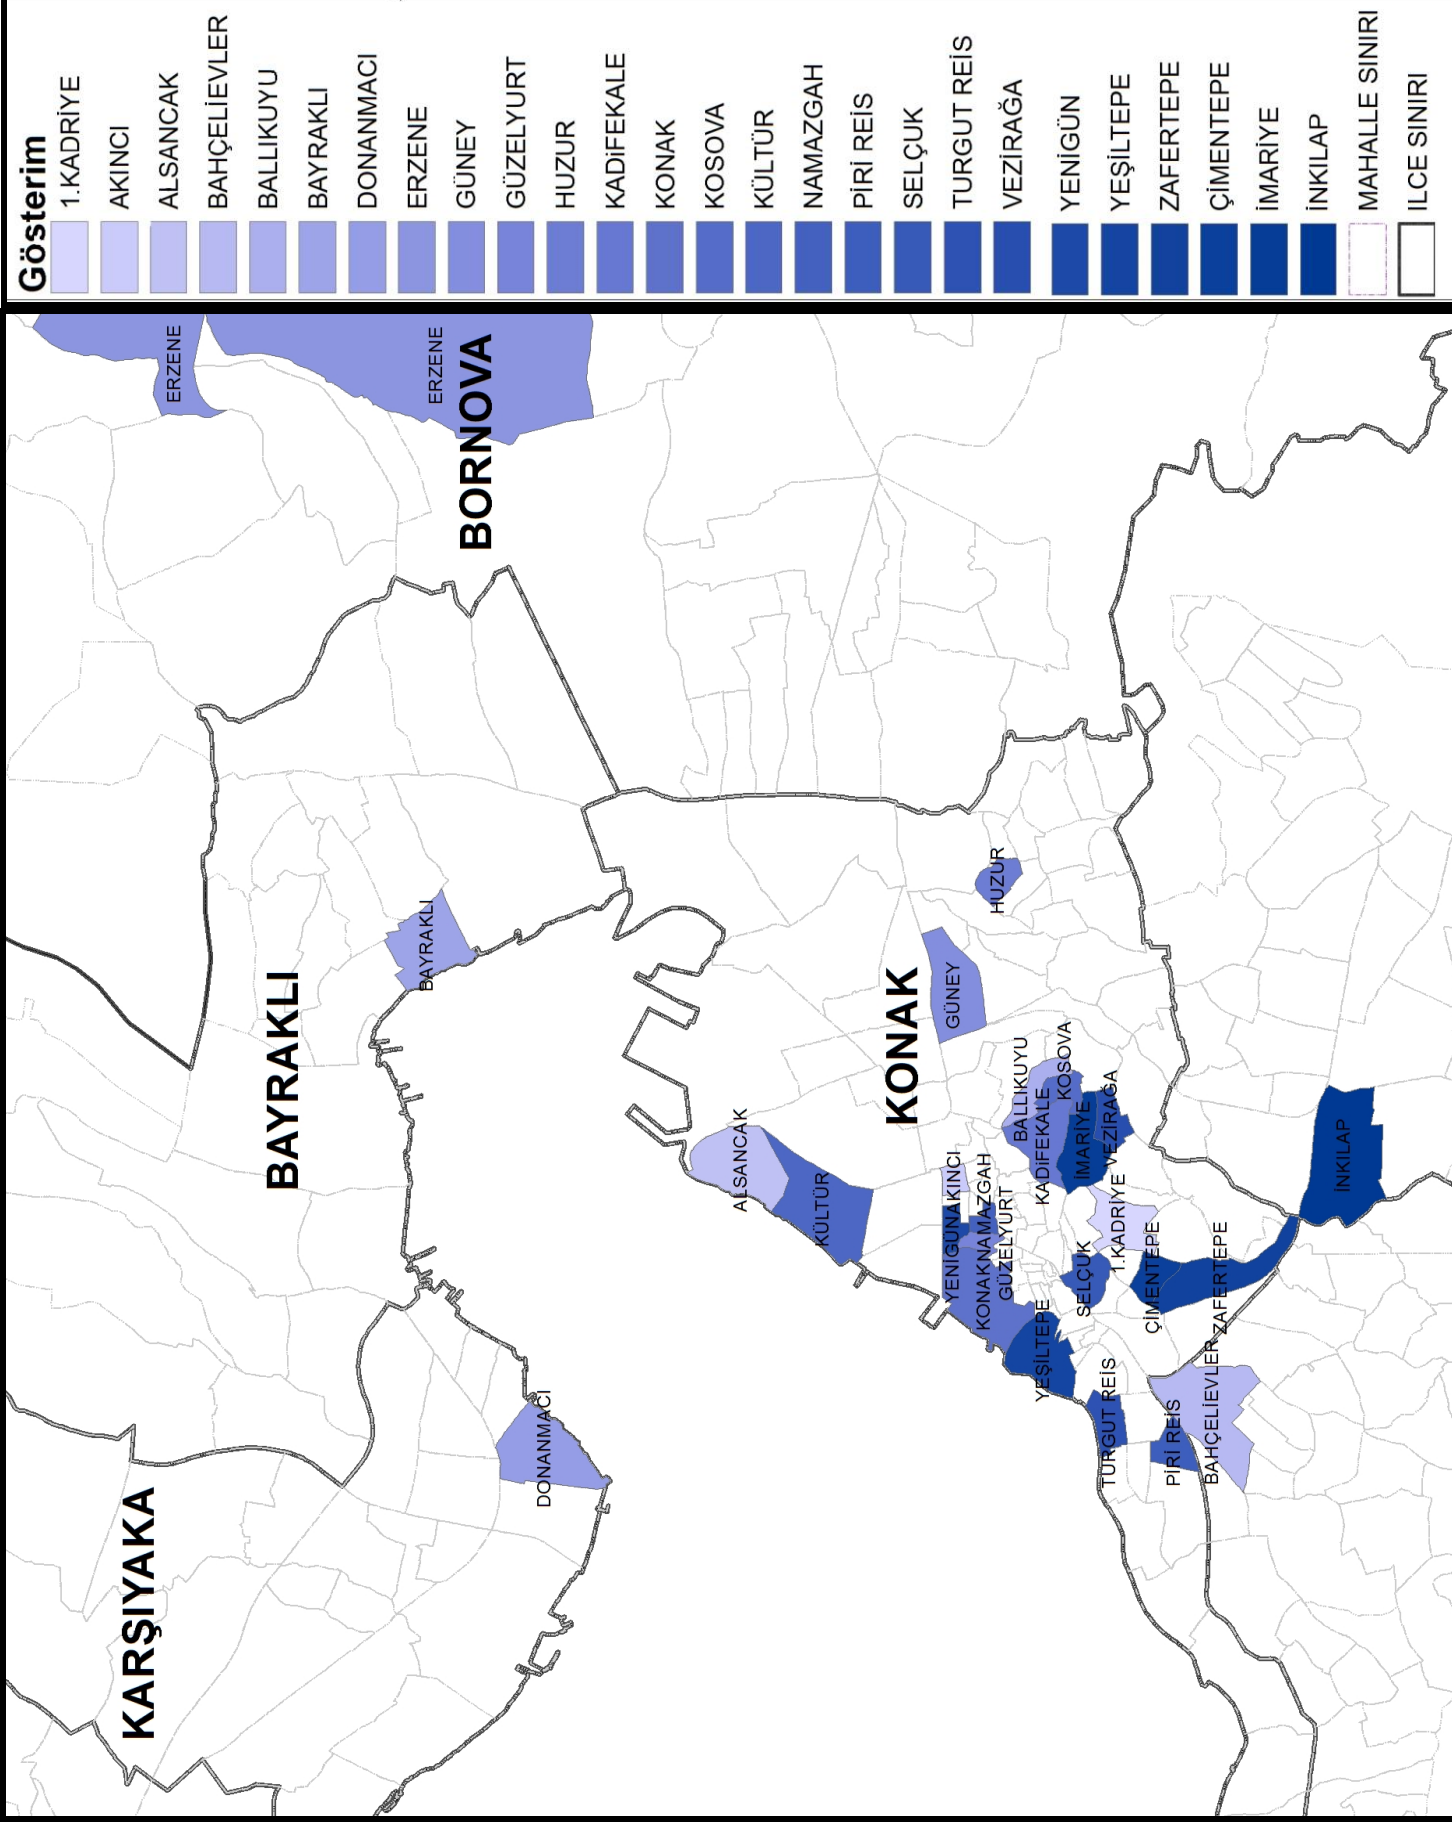 Gösterim
1.KADRİYE
AKINCI
ALSANCAK
BAHÇELİEVLER
BALLIKUYU
BAYRAKLI
DONANMACI
ERZENE
GÜNEY
GÜZELYURT
HUZUR
KADİFEKALE
KONAK
KOSOVA
KÜLTÜR
NAMAZGAH
PİRİ REİS
SELÇUK
TURGUT REİS
VEZİRAĞA
YENİGÜN
YEŞİLTEPE
ZAFERTEPE
ÇİMENTEPE
İMARİYE
İNKILAP
MAHALLE SINIRI
ILCE SINIRI
KARŞIYAKA
BAYRAKLI
BORNOVA
KONAK
ERZENE
ERZENE
BAYRAKLI
DONANMACI
ALSANCAK
KÜLTÜR
GÜNEY
HUZUR
YENİGÜN
AKINCI
KONAK
NAMAZGAH
GÜZELYURT
BALLIKUYU
KADİFEKALE
KOSOVA
İMARİYE
VEZİRAĞA
1.KADRİYE
SELÇUK
YEŞİLTEPE
TURGUT REİS
ÇİMENTEPE
PİRİ REİS
BAHÇELİEVLER
ZAFERTEPE
İNKILAP